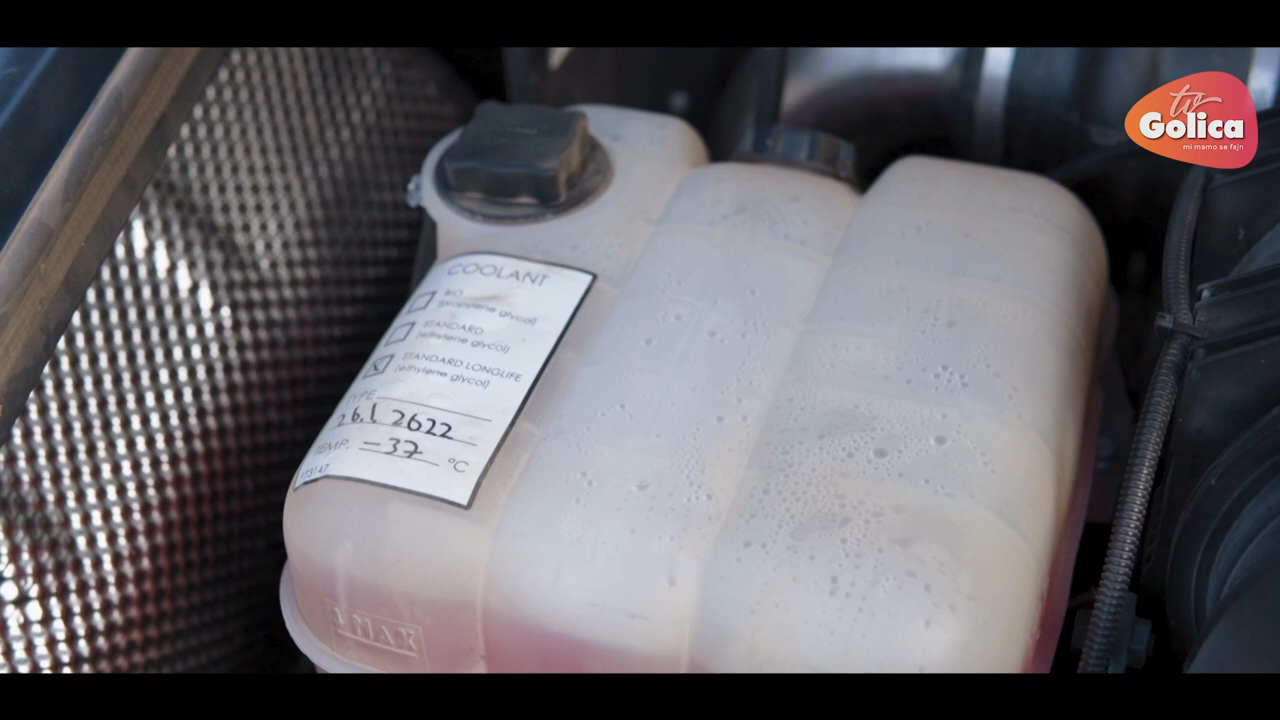 tv
Golica
mi mamo se fajn
COOLANT
BIO
(propylene glycol)
STANDARD
(ethylene glycol)
STANDARD LONGLIFE
(ethylene glycol)
TYPE
26.1. 2622
TEMP. -37 °C
MAX